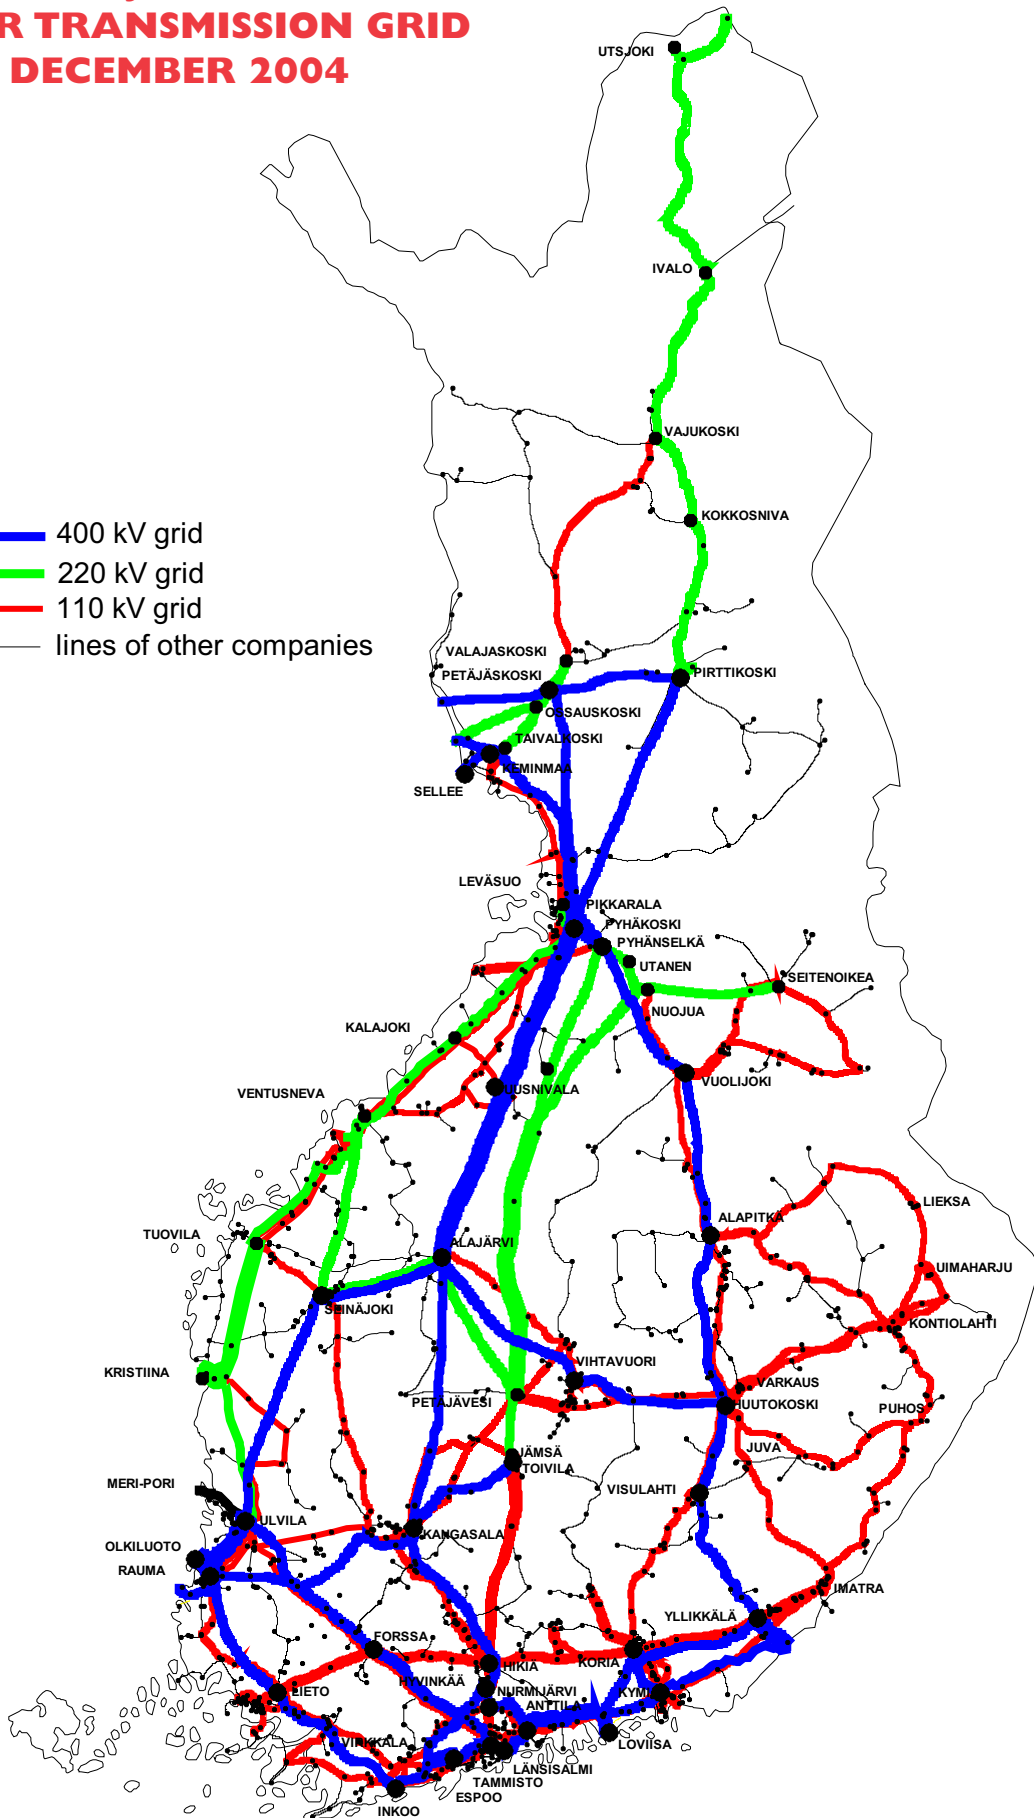 R TRANSMISSION GRID
DECEMBER 2004
UTSJOKI
IVALO
VAJUKOSKI
KOKKOSNIVA
400 kV grid
220 kV grid
110 kV grid
lines of other companies
VALAJASKOSKI
PETÄJÄSKOSKI
PIRTTIKOSKI
OSSAUSKOSKI
TAIVALKOSKI
KEMINMAA
SELLEE
LEVÄSUO
PIKKARALA
PYHÄKOSKI
PYHÄNSELKÄ
UTANEN
SEITENOIKEA
NUOJUA
KALAJOKI
VUOLIJOKI
UUSNIVALA
VENTUSNEVA
LIEKSA
ALAPITKÄ
TUOVILA
ALAJÄRVI
UIMAHARJU
SEINÄJOKI
KONTIOLAHTI
KRISTIINA
VIHTAVUORI
VARKAUS
PETÄJÄVESI
HUUTOKOSKI
PUHOS
JUVA
JÄMSÄ
TOIVILA
MERI-PORI
VISULAHTI
ULVILA
KANGASALA
OLKILUOTO
RAUMA
IMATRA
YLLIKKÄLÄ
FORSSA
HIKIA
KORIA
HYVINKÄÄ
LIETO
NURMIJÄRVI
KYMI
ANTTILA
VIRKKALA
LOVIISA
LÄNSISALMI
TAMMISTO
ESPOO
INKOO